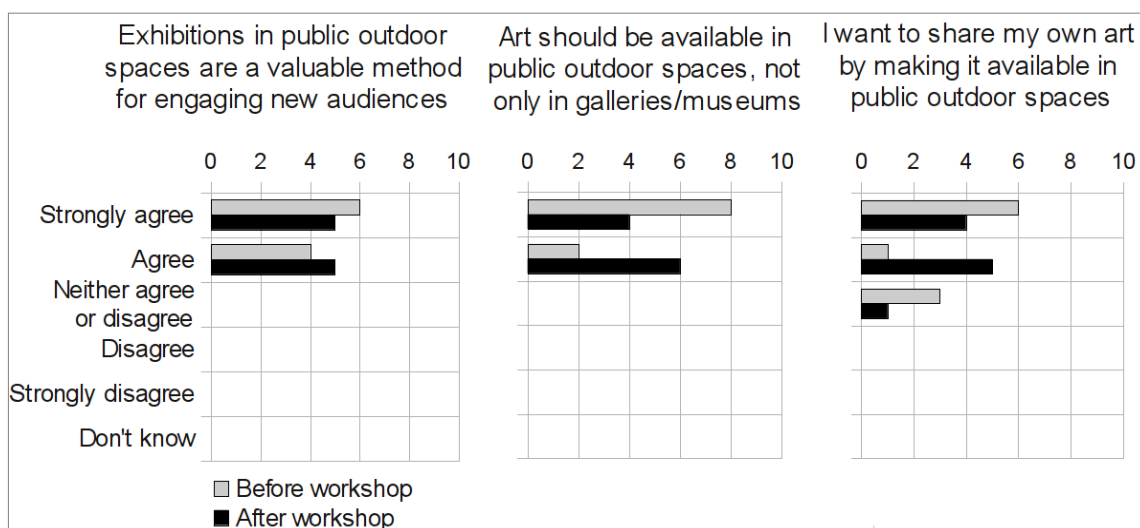 Exhibitions in public outdoor
spaces are a valuable method
for engaging new audiences
Art should be available in
public outdoor spaces, not
only in galleries/museums
I want to share my own art
by making it available in
public outdoor spaces
0 2 4 6 8 10
0 2 4 6 8 10
0 2 4 6 8 10
Strongly agree
Agree
Neither agree
or disagree
Disagree
Strongly disagree
Don't know
Before workshop
After workshop